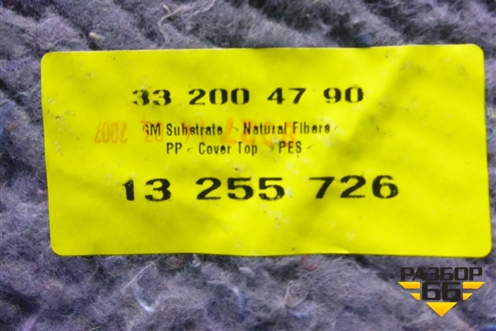 33 200 47 90
GM Substrate - Natural Fibers -
PP - Cover Top - PES -
13 255 726
РАЗБОР
66